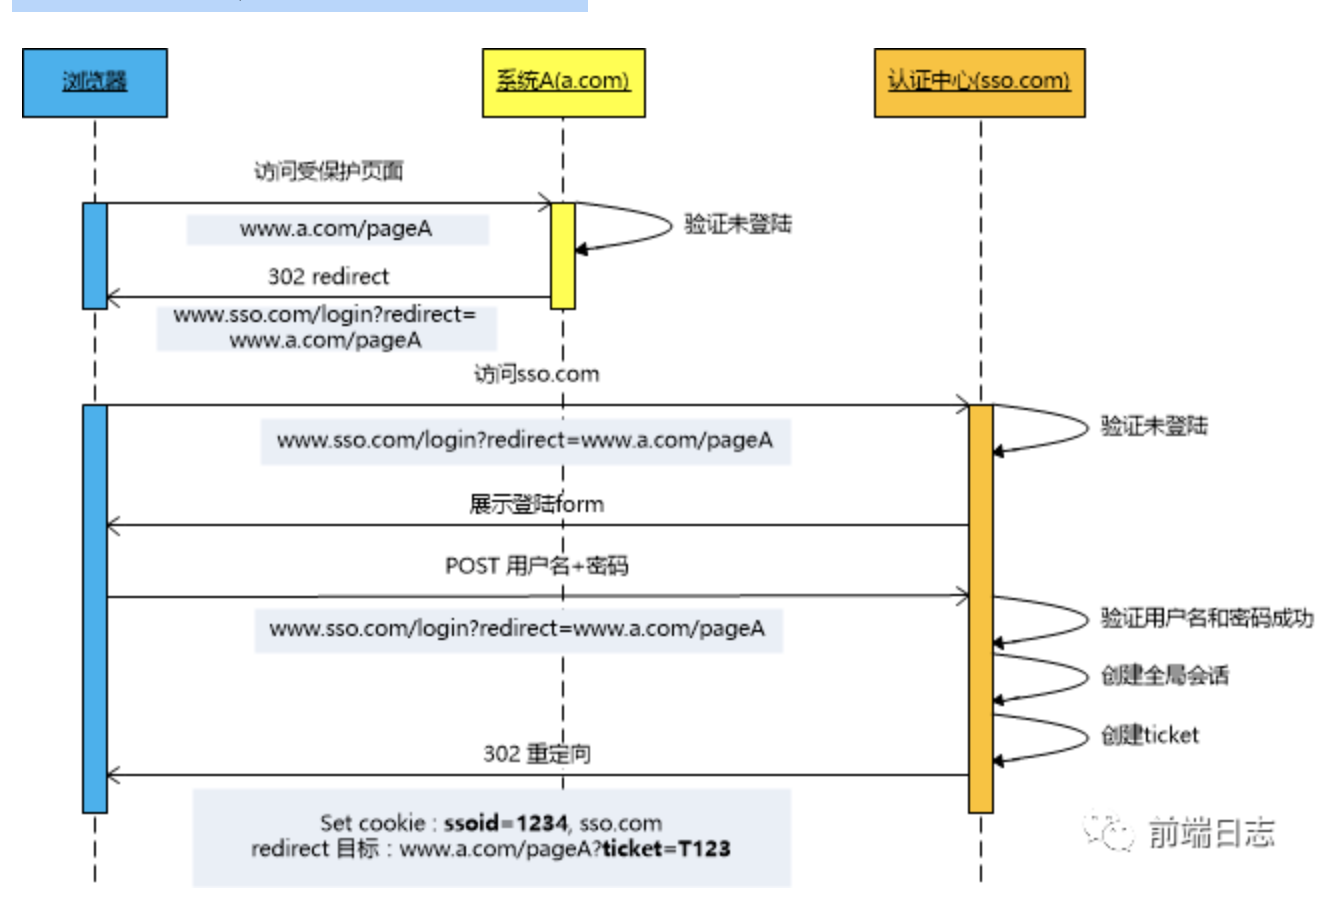 浏览器
系统A(a.com)
认证中心(sso.com)
访问受保护页面
www.a.com/pageA
验证未登陆
302 redirect
www.sso.com/login?redirect=
www.a.com/pageA
访问sso.com
www.sso.com/login?redirect=www.a.com/pageA
验证未登陆
展示登陆form
POST 用户名+密码
www.sso.com/login?redirect=www.a.com/pageA
验证用户名和密码成功
创建全局会话
创建ticket
302 重定向
Set cookie : ssoid=1234, sso.com
redirect 目标 : www.a.com/pageA?ticket=T123
前端日志